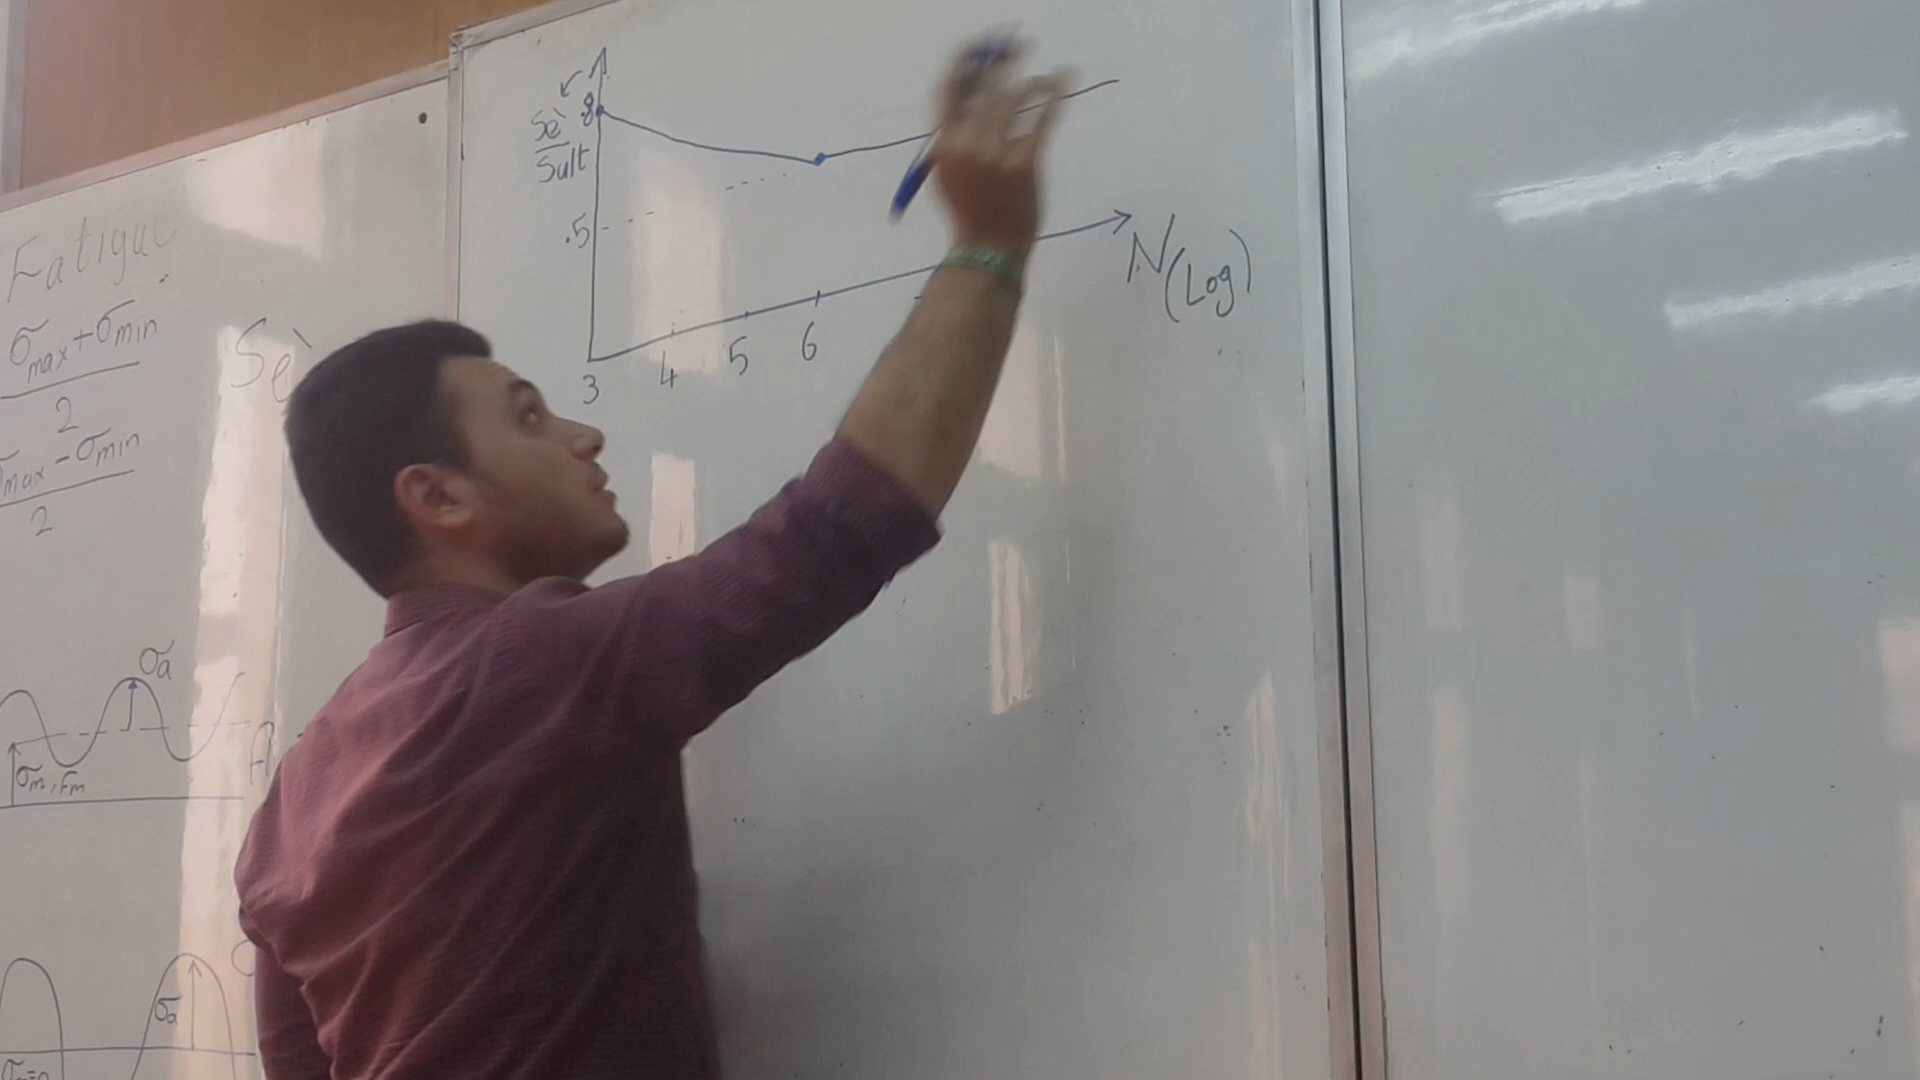 Fatigue
σmax+σmin
2
σmax-σmin
2
Se`
σa
σm, Fm
σa
Se`
Sult
.8
.5
3 4 5 6
N(Log)